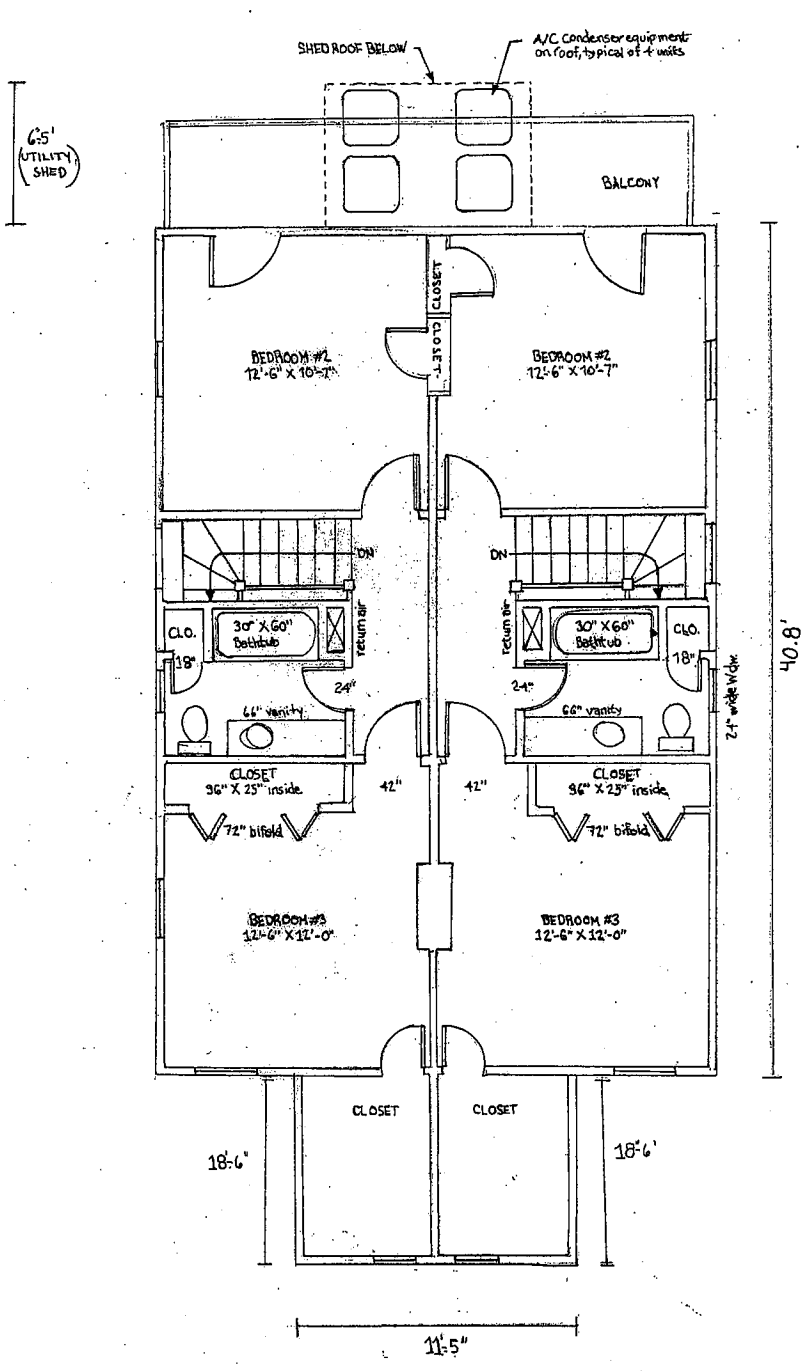 SHED ROOF BELOW
A/C Condenser equipment
on roof, typical of 4 units
6'-5'
(UTILITY
SHED)
BALCONY
CLOSET
CLOSET
BEDROOM #2
12'-6" X 10'-7"
BEDROOM #2
12'-6" X 10'-7"
DN
DN
CLO.
18"
30" X 60"
Bathtub
return air
return air
30" X 60"
Bathtub
CLO.
18"
24"
24"
66" vanity
66" vanity
24" wide Wdw.
40.8'
CLOSET
96" X 25" inside
42"
42"
CLOSET
96" X 25" inside
72" bifold
72" bifold
BEDROOM #3
12'-6" X 12'-0"
BEDROOM #3
12'-6" X 12'-0"
CLOSET
CLOSET
18'-6"
18'-6'
11'-5"